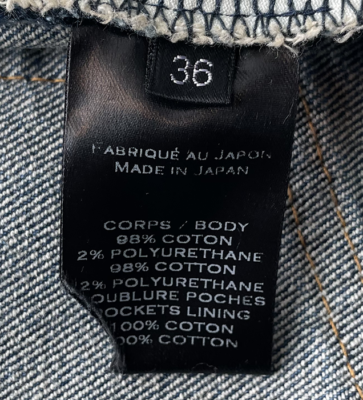 36
FABRIQUÉ AU JAPON
MADE IN JAPAN
CORPS / BODY
98% COTON
2% POLYURETHANE
98% COTTON
2% POLYURETHANE
DOUBLURE POCHES
POCKETS LINING
100% COTON
100% COTTON